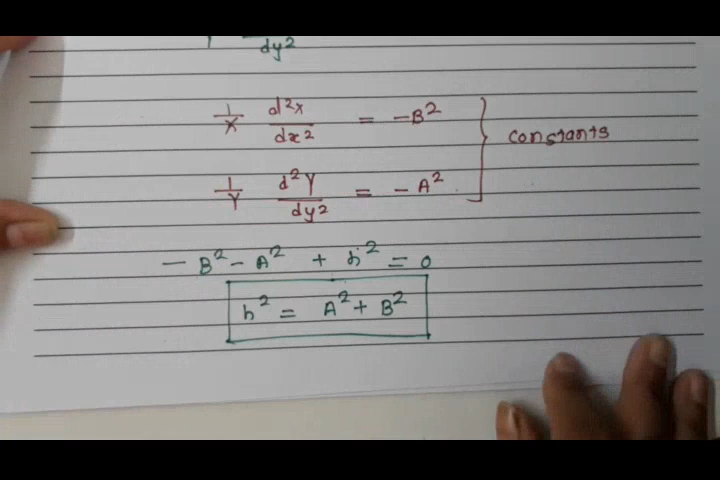 dy²
1/X d²X/dx² = -B²
constants
1/Y d²Y/dy² = -A²
-B² - A² + h² = 0
h² = A² + B²